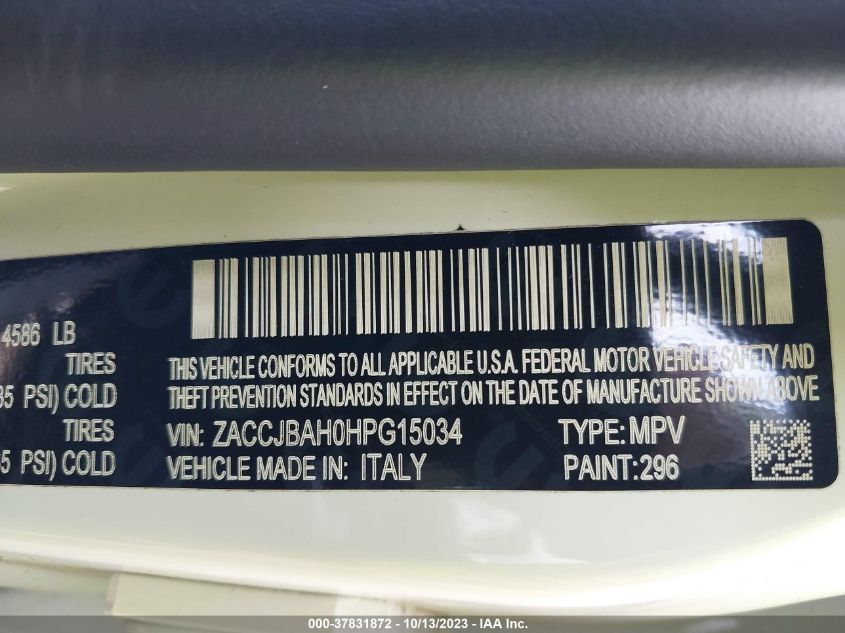 4586 LB
TIRES
PSI) COLD
TIRES
PSI) COLD
THIS VEHICLE CONFORMS TO ALL APPLICABLE U.S.A. FEDERAL MOTOR VEHICLE SAFETY AND
THEFT PREVENTION STANDARDS IN EFFECT ON THE DATE OF MANUFACTURE SHOWN ABOVE
VIN: ZACCJBAH0HPG15034 TYPE: MPV
VEHICLE MADE IN: ITALY PAINT:296
000-37831872 - 10/13/2023 - IAA Inc.